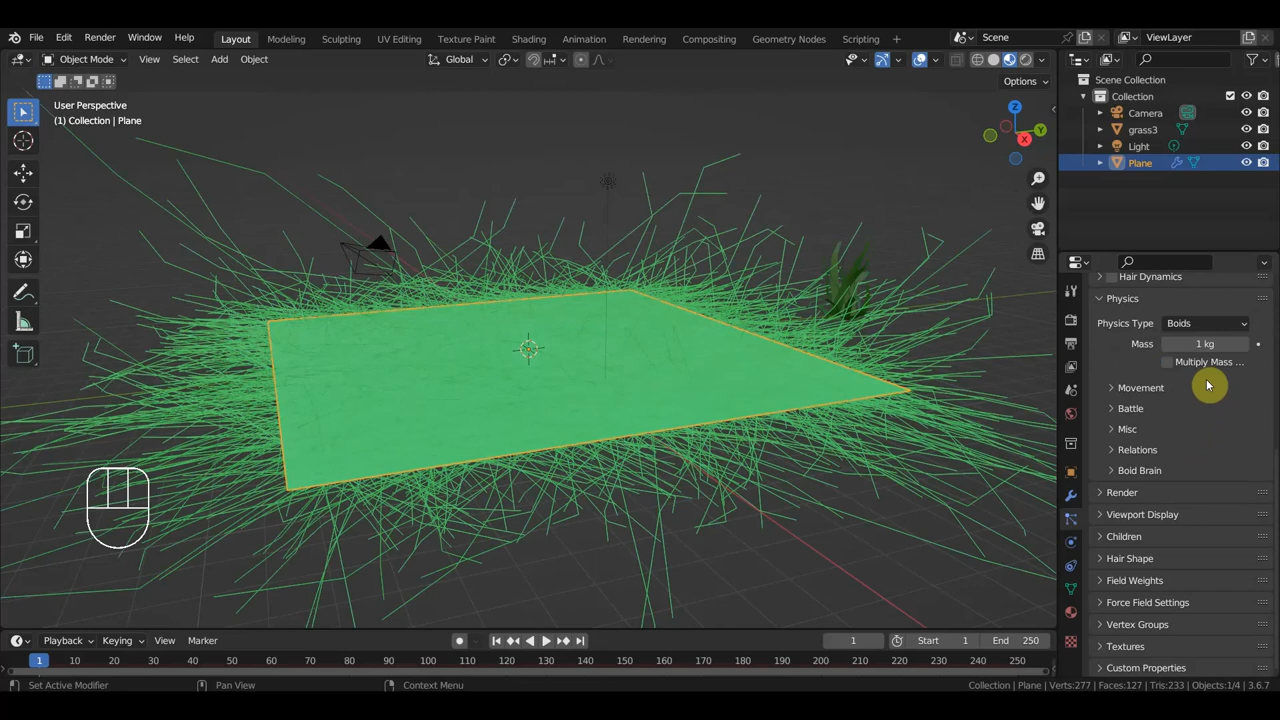 File Edit Render Window Help Layout Modeling Sculpting UV Editing Texture Paint Shading Animation Rendering Compositing Geometry Nodes Scripting + Scene ViewLayer
Object Mode View Select Add Object Global
Options
User Perspective
(1) Collection | Plane
Z
Y
X
Scene Collection
Collection
Camera
grass3
Light
Plane
Hair Dynamics
Physics
Physics Type Boids
Mass 1 kg
Multiply Mass ...
Movement
Battle
Misc
Relations
Boid Brain
Render
Viewport Display
Children
Hair Shape
Field Weights
Force Field Settings
Vertex Groups
Textures
Custom Properties
Playback Keying View Marker 1 Start 1 End 250
1 10 20 30 40 50 60 70 80 90 100 110 120 130 140 150 160 170 180 190 200 210 220 230 240 250
Set Active Modifier Pan View Context Menu Collection | Plane | Verts:277 | Faces:127 | Tris:233 | Objects:1/4 | 3.6.7